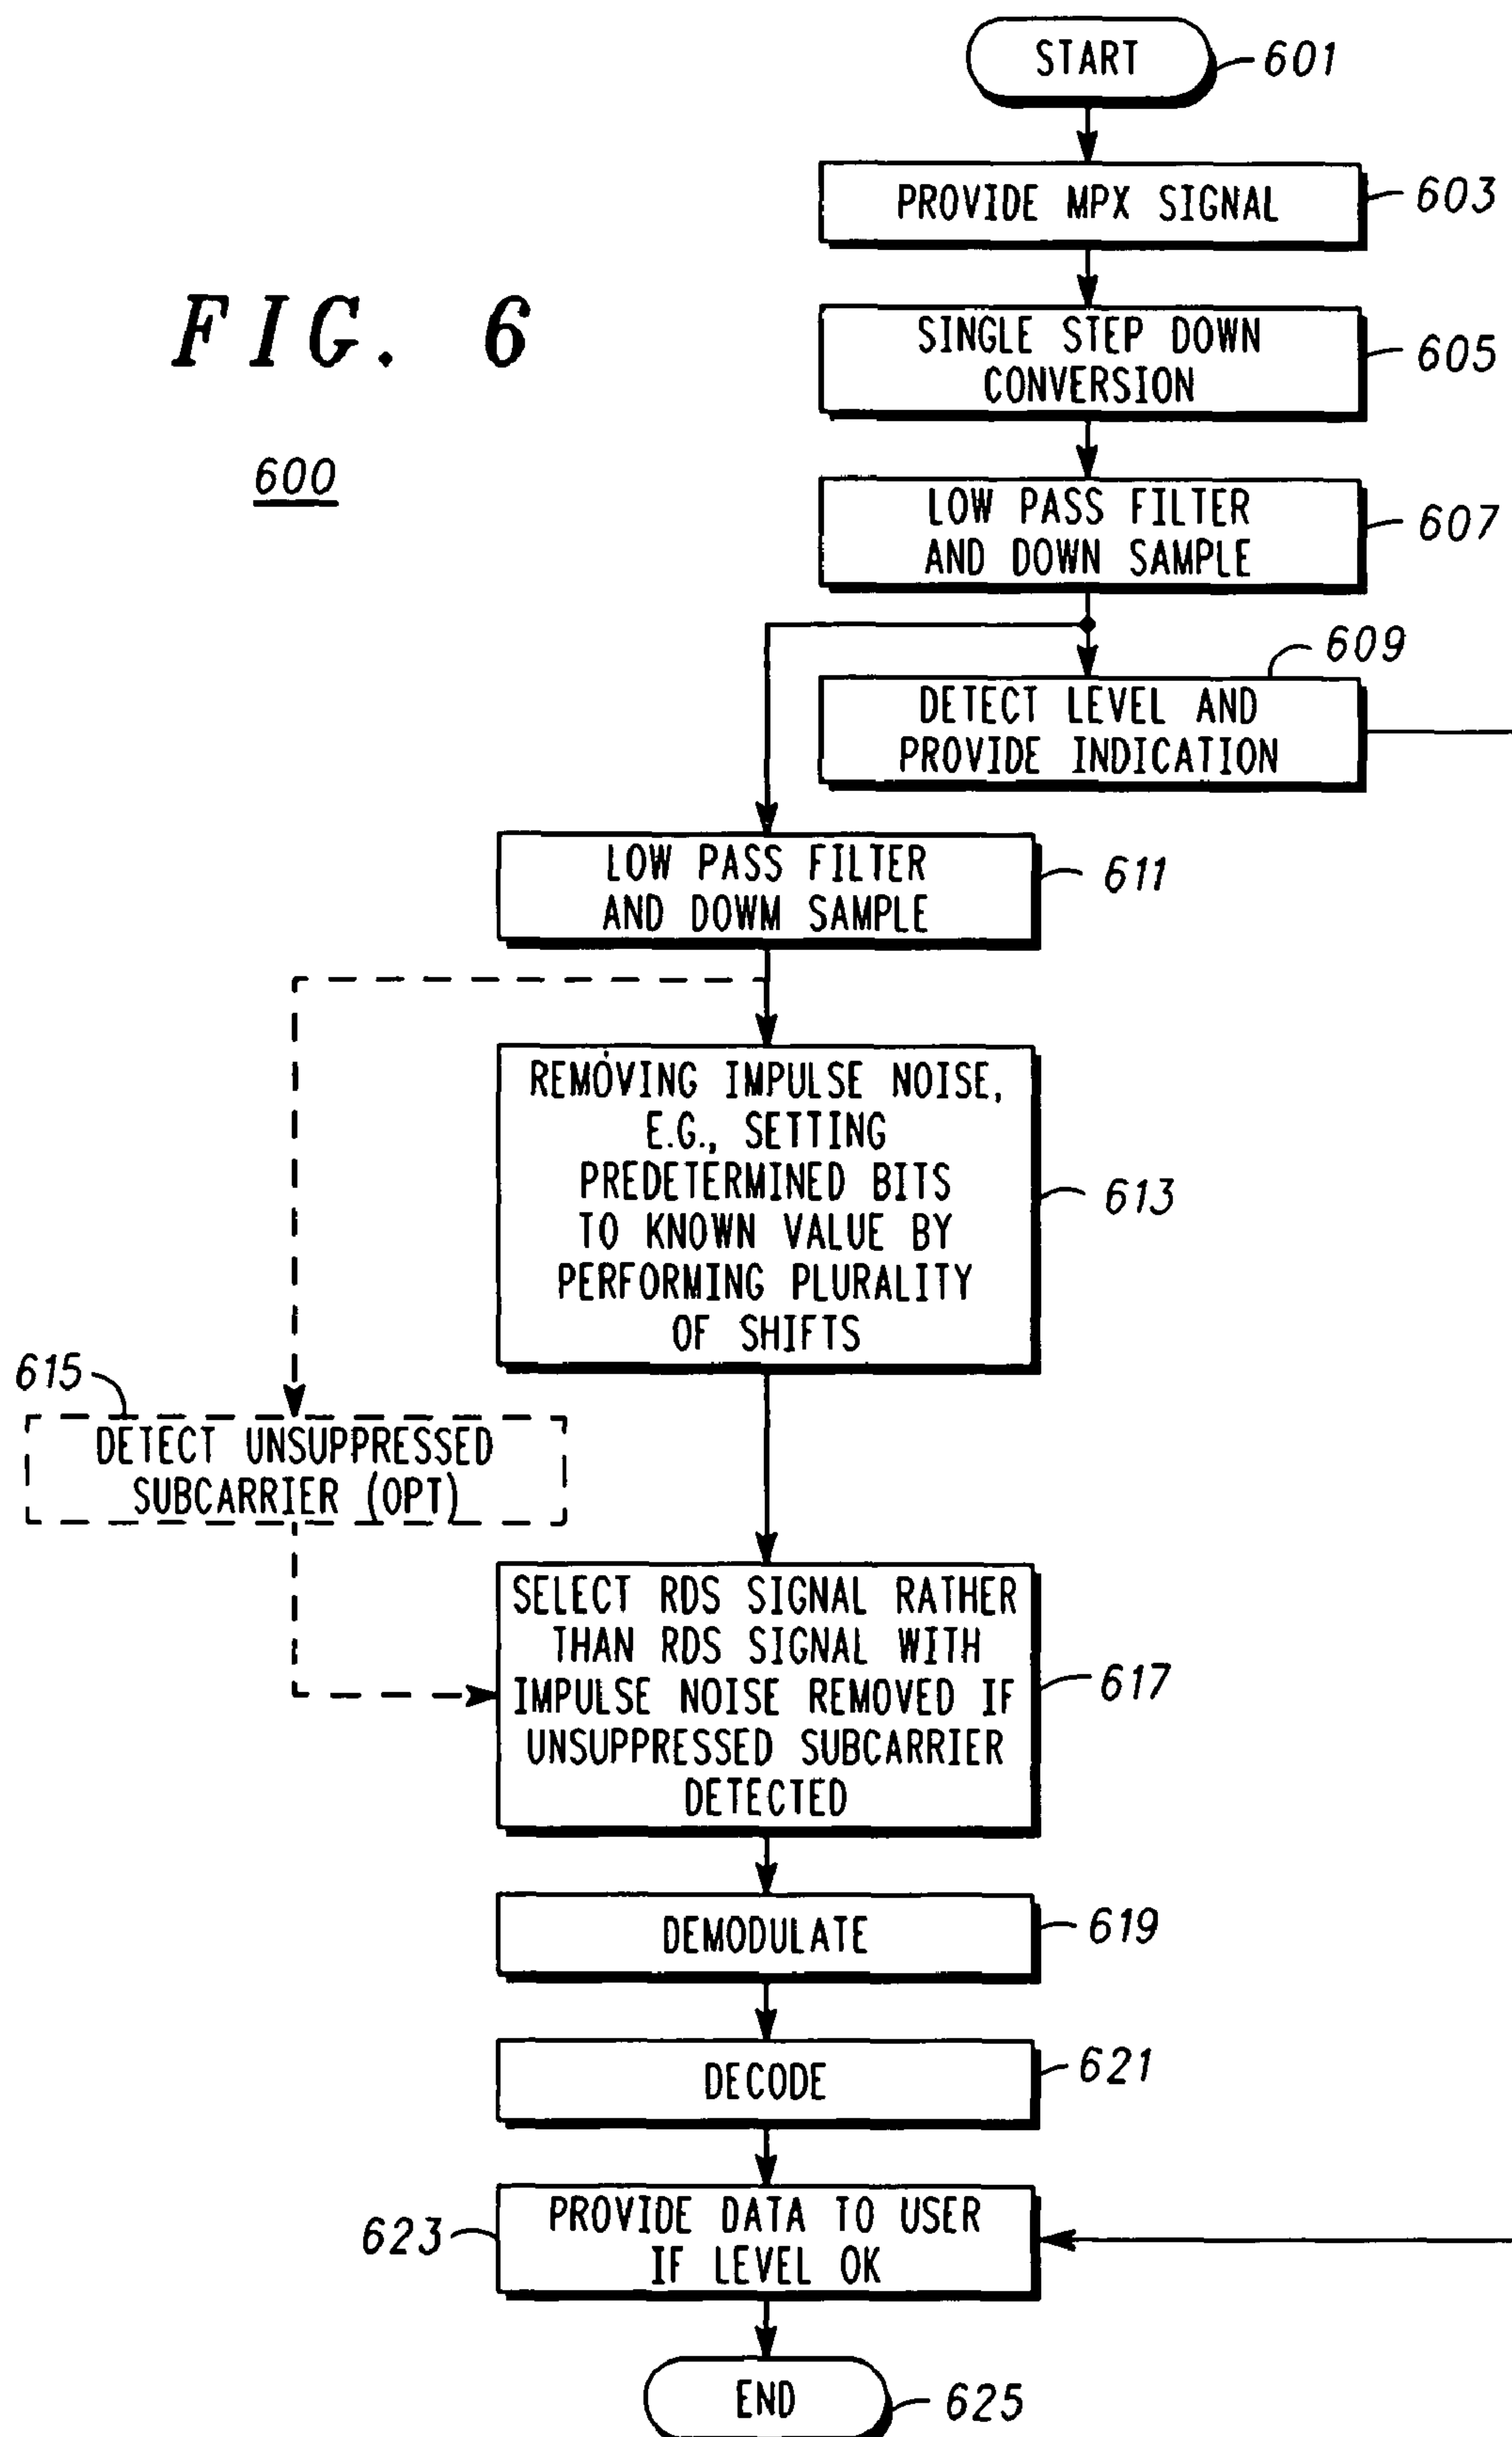 START
601
PROVIDE MPX SIGNAL
603
FIG. 6
SINGLE STEP DOWN
CONVERSION
605
600
LOW PASS FILTER
AND DOWN SAMPLE
607
609
DETECT LEVEL AND
PROVIDE INDICATION
LOW PASS FILTER
AND DOWM SAMPLE
611
REMOVING IMPULSE NOISE,
E.G., SETTING
PREDETERMINED BITS
TO KNOWN VALUE BY
PERFORMING PLURALITY
OF SHIFTS
613
615
DETECT UNSUPPRESSED
SUBCARRIER (OPT)
SELECT RDS SIGNAL RATHER
THAN RDS SIGNAL WITH
IMPULSE NOISE REMOVED IF
UNSUPPRESSED SUBCARRIER
DETECTED
617
DEMODULATE
619
DECODE
621
PROVIDE DATA TO USER
IF LEVEL OK
623
END
625